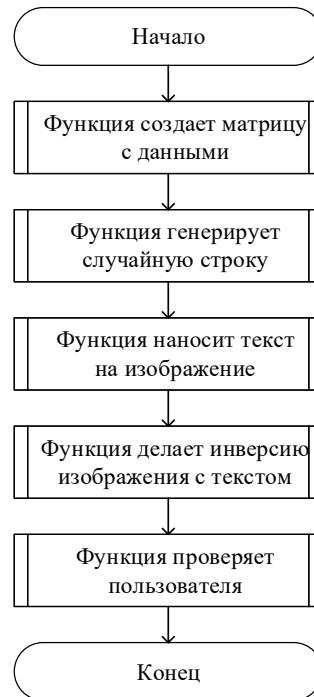 Начало
Функция создает матрицу
с данными
Функция генерирует
случайную строку
Функция наносит текст
на изображение
Функция делает инверсию
изображения с текстом
Функция проверяет
пользователя
Конец